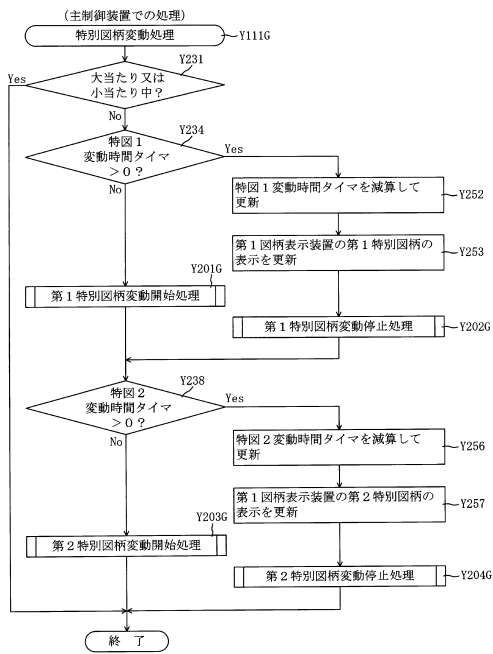 (主制御装置での処理)
特別図柄変動処理
Y111G
Y231
大当たり又は
小当たり中?
Yes
No
Y234
特図1
変動時間タイマ
>0?
Yes
No
特図1変動時間タイマを減算して
更新
Y252
第1図柄表示装置の第1特別図柄の
表示を更新
Y253
Y201G
第1特別図柄変動開始処理
第1特別図柄変動停止処理
Y202G
Y238
特図2
変動時間タイマ
>0?
Yes
No
特図2変動時間タイマを減算して
更新
Y256
第1図柄表示装置の第2特別図柄の
表示を更新
Y257
Y203G
第2特別図柄変動開始処理
第2特別図柄変動停止処理
Y204G
終 了